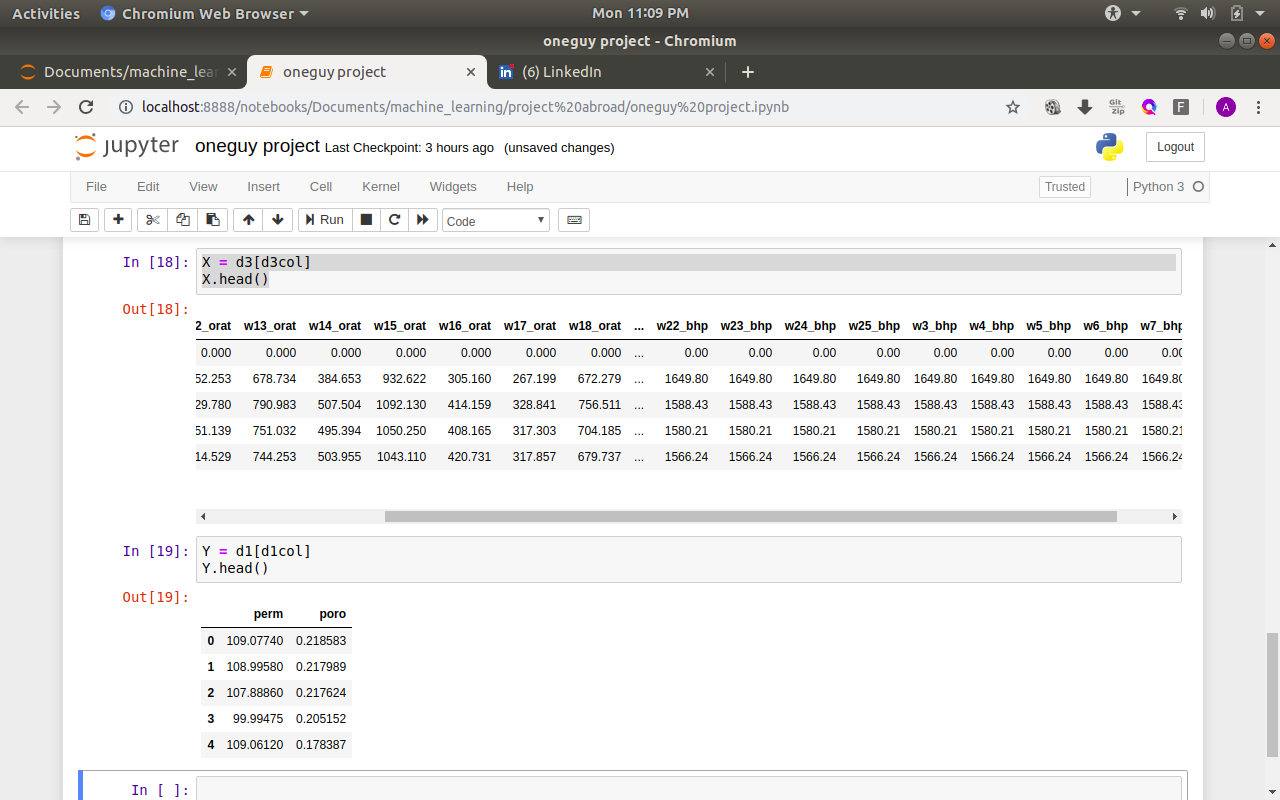 Activities Chromium Web Browser Mon 11:09 PM
oneguy project - Chromium
Documents/machine_lea oneguy project (6) LinkedIn
localhost:8888/notebooks/Documents/machine_learning/project%20abroad/oneguy%20project.ipynb Git Zip F A
jupyter oneguy project Last Checkpoint: 3 hours ago (unsaved changes) Logout
File Edit View Insert Cell Kernel Widgets Help Trusted Python 3
Run Code
In [18]: X = d3[d3col]
X.head()
Out[18]:
2_orat w13_orat w14_orat w15_orat w16_orat w17_orat w18_orat ... w22_bhp w23_bhp w24_bhp w25_bhp w3_bhp w4_bhp w5_bhp w6_bhp w7_bhp
0.000 0.000 0.000 0.000 0.000 0.000 0.000 ... 0.00 0.00 0.00 0.00 0.00 0.00 0.00 0.00 0.00
52.253 678.734 384.653 932.622 305.160 267.199 672.279 ... 1649.80 1649.80 1649.80 1649.80 1649.80 1649.80 1649.80 1649.80 1649.80
29.780 790.983 507.504 1092.130 414.159 328.841 756.511 ... 1588.43 1588.43 1588.43 1588.43 1588.43 1588.43 1588.43 1588.43 1588.43
51.139 751.032 495.394 1050.250 408.165 317.303 704.185 ... 1580.21 1580.21 1580.21 1580.21 1580.21 1580.21 1580.21 1580.21 1580.21
14.529 744.253 503.955 1043.110 420.731 317.857 679.737 ... 1566.24 1566.24 1566.24 1566.24 1566.24 1566.24 1566.24 1566.24 1566.24
In [19]: Y = d1[d1col]
Y.head()
Out[19]:
perm poro
0 109.07740 0.218583
1 108.99580 0.217989
2 107.88860 0.217624
3 99.99475 0.205152
4 109.06120 0.178387
In [ ]: